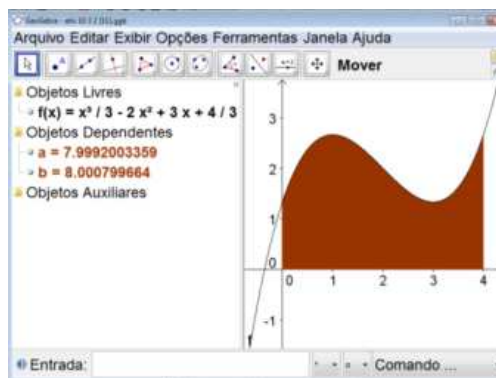 Arquivo Editar Exibir Opções Ferramentas Janela Ajuda
Mover
Objetos Livres
f(x) = x³ / 3 - 2 x² + 3 x + 4 / 3
Objetos Dependentes
a = 7.9992003359
b = 8.000799664
Objetos Auxiliares
3
2
1
0
-1
0 1 2 3 4
f
Entrada:
Comando ...